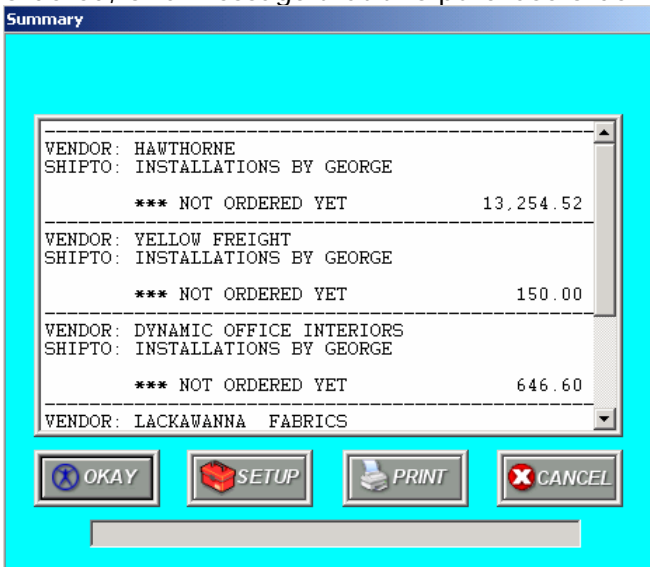 Summary
VENDOR: HAWTHORNE
SHIPTO: INSTALLATIONS BY GEORGE
*** NOT ORDERED YET 13,254.52
VENDOR: YELLOW FREIGHT
SHIPTO: INSTALLATIONS BY GEORGE
*** NOT ORDERED YET 150.00
VENDOR: DYNAMIC OFFICE INTERIORS
SHIPTO: INSTALLATIONS BY GEORGE
*** NOT ORDERED YET 646.60
VENDOR: LACKAWANNA FABRICS
OKAY SETUP PRINT CANCEL